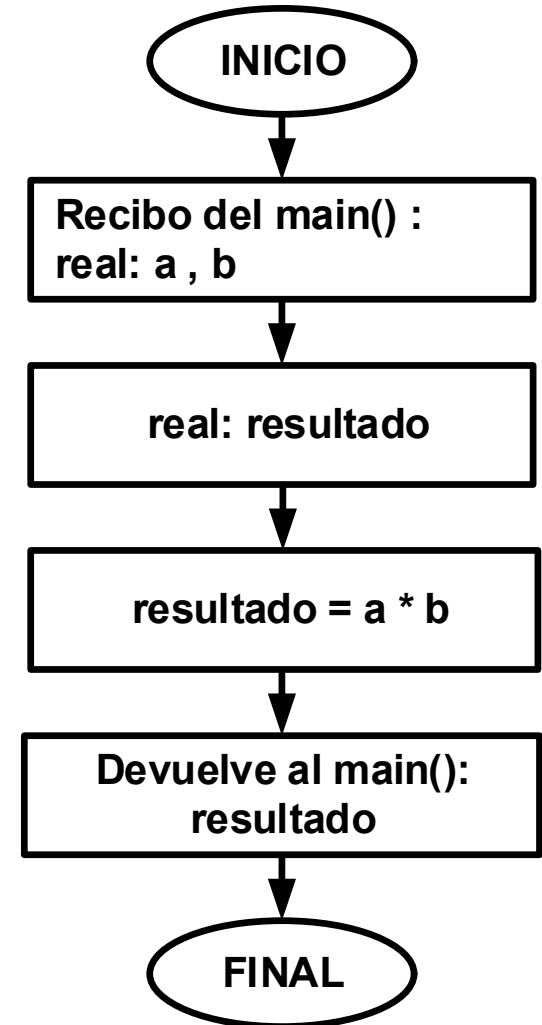 INICIO
Recibo del main() :
real: a , b
real: resultado
resultado = a * b
Devuelve al main():
resultado
FINAL